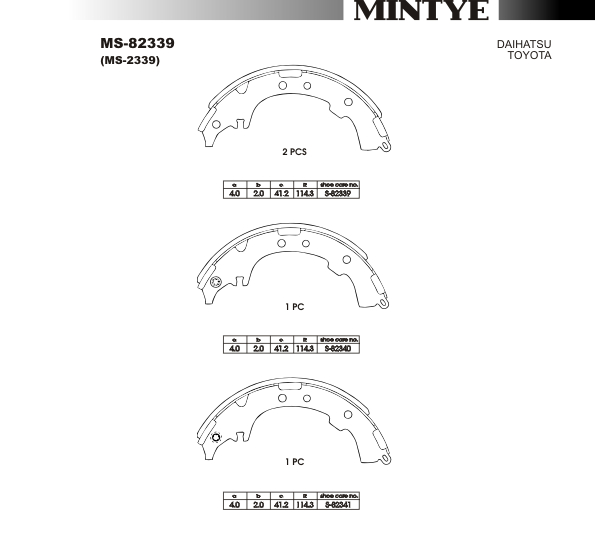 MINTYE
MS-82339
(MS-2339)
DAIHATSU
TOYOTA
2 PCS
a b c R shoe core no.
4.0 2.0 41.2 114.3 S-82339
1 PC
a b c R shoe core no.
4.0 2.0 41.2 114.3 S-82340
1 PC
a b c R shoe core no.
4.0 2.0 41.2 114.3 S-82341